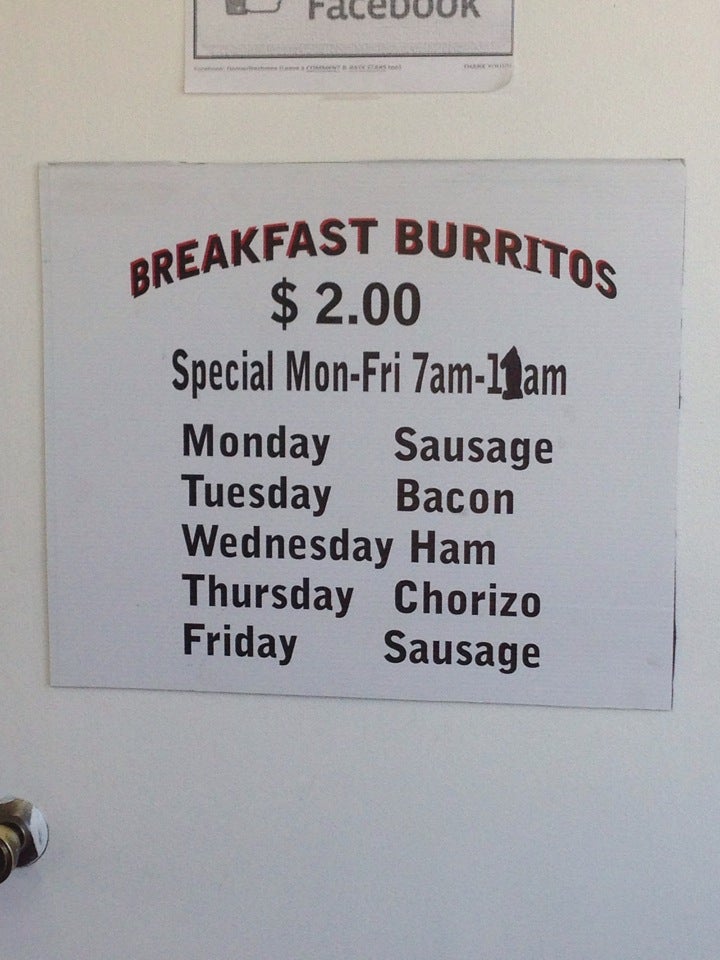 Facebook
BREAKFAST BURRITOS
$ 2.00
Special Mon-Fri 7am-11am
Monday Sausage
Tuesday Bacon
Wednesday Ham
Thursday Chorizo
Friday Sausage